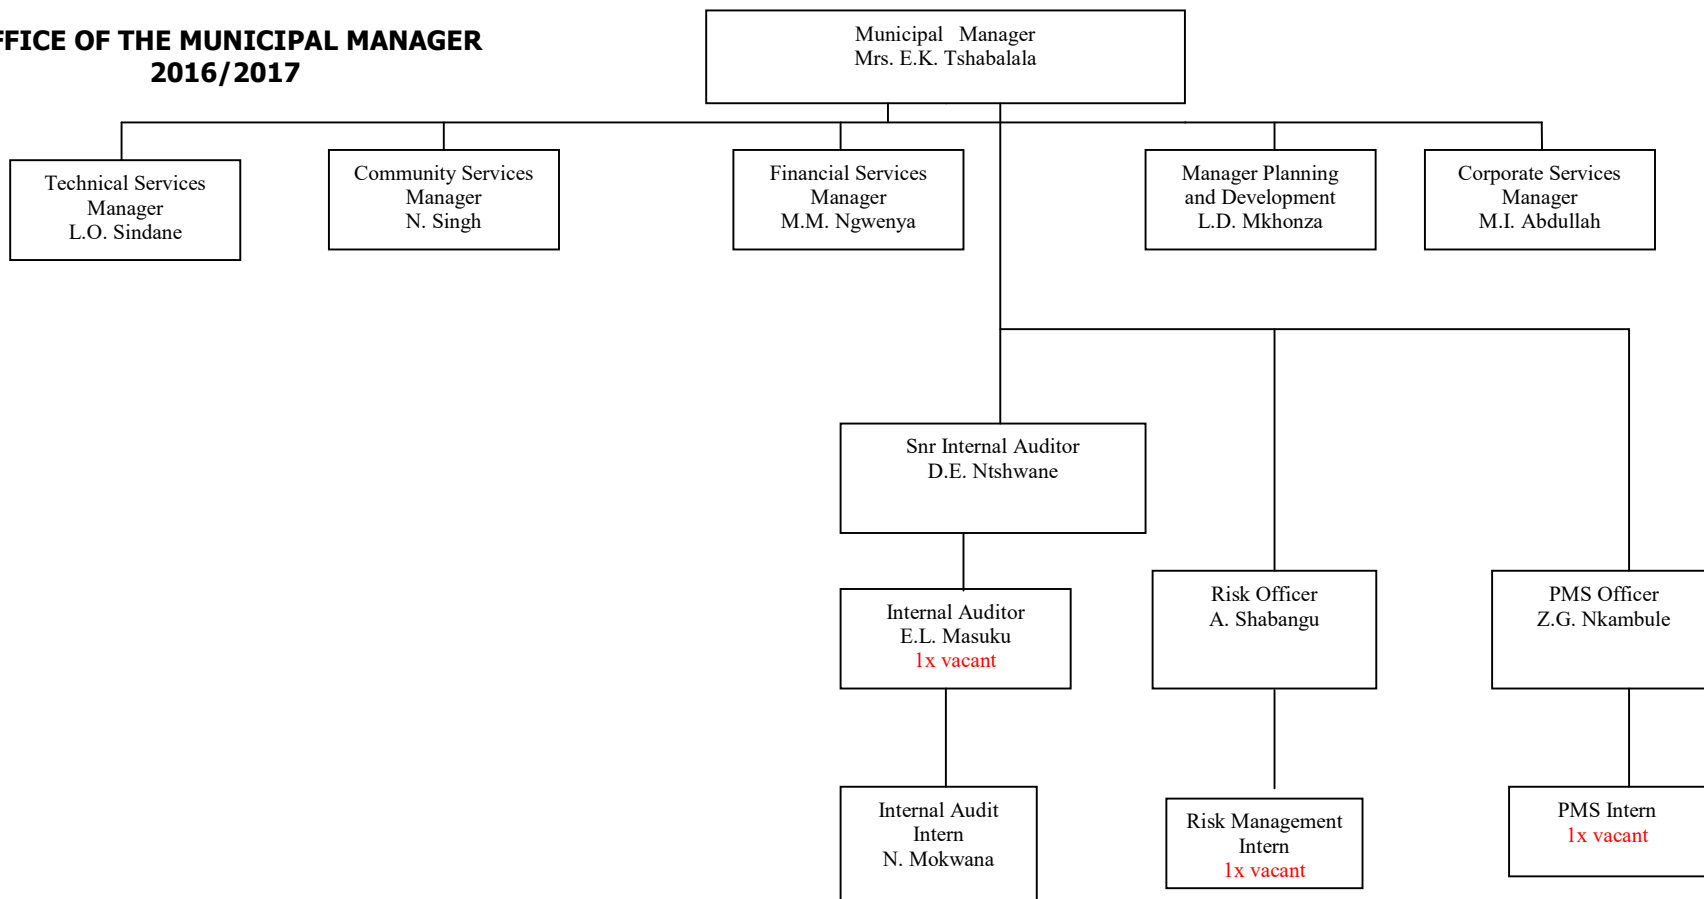 FFICE OF THE MUNICIPAL MANAGER
2016/2017
Municipal Manager
Mrs. E.K. Tshabalala
Technical Services
Manager
L.O. Sindane
Community Services
Manager
N. Singh
Financial Services
Manager
M.M. Ngwenya
Manager Planning
and Development
L.D. Mkhonza
Corporate Services
Manager
M.I. Abdullah
Snr Internal Auditor
D.E. Ntshwane
Internal Auditor
E.L. Masuku
1x vacant
Risk Officer
A. Shabangu
PMS Officer
Z.G. Nkambule
Internal Audit
Intern
N. Mokwana
Risk Management
Intern
1x vacant
PMS Intern
1x vacant